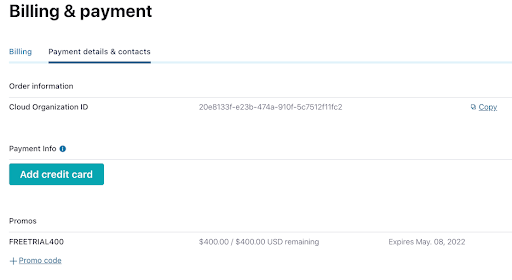 Billing & payment
Billing Payment details & contacts
Order information
Cloud Organization ID 20e8133f-e23b-474a-910f-5c7512f11fc2 Copy
Payment Info
Add credit card
Promos
FREETRIAL400 $400.00 / $400.00 USD remaining Expires May. 08, 2022
+ Promo code